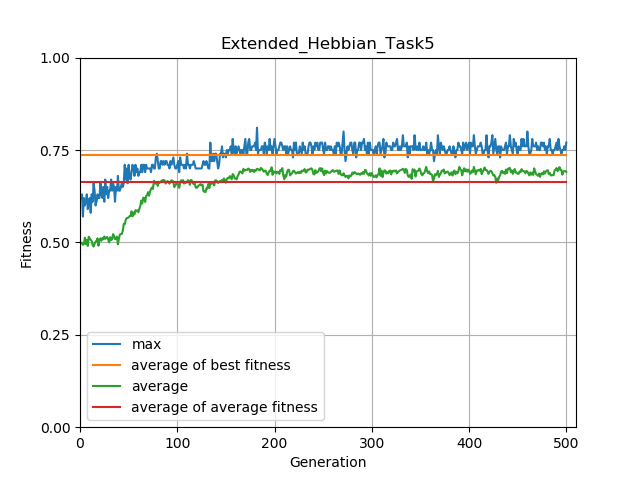 Extended_Hebbian_Task5
1.00
0.75
0.50
0.25
0.00
Fitness
max
average of best fitness
average
average of average fitness
0 100 200 300 400 500
Generation